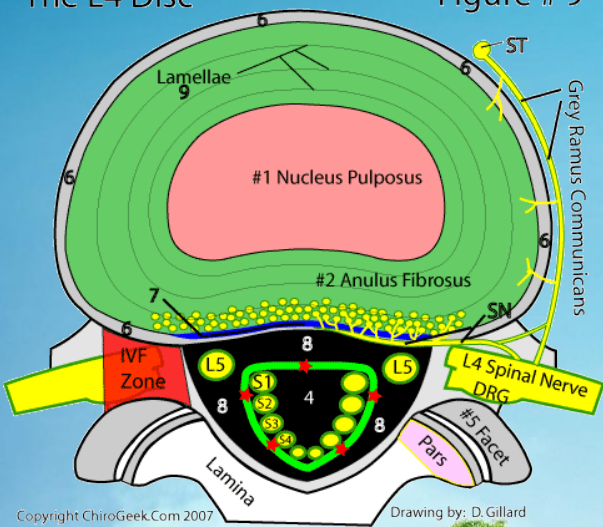 The L4 Disc
Figure # 9
6
ST
6
Lamellae
9
Grey Ramus Communicans
6
#1 Nucleus Pulposus
6
#2 Anulus Fibrosus
7
SN
6
8
IVF
Zone
L5
L5
L4 Spinal Nerve
DRG
S1
4
S2
8
8
S3
S4
#5 Facet
Pars
Lamina
Copyright ChiroGeek.Com 2007
Drawing by: D. Gillard